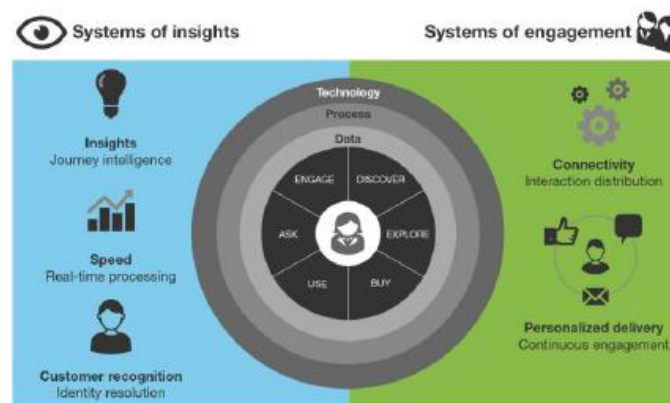 Systems of insights
Systems of engagement
Insights
Journey intelligence
Speed
Real-time processing
Customer recognition
Identity resolution
Technology
Process
Data
ENGAGE
DISCOVER
ASK
EXPLORE
USE
BUY
Connectivity
Interaction distribution
Personalized delivery
Continuous engagement